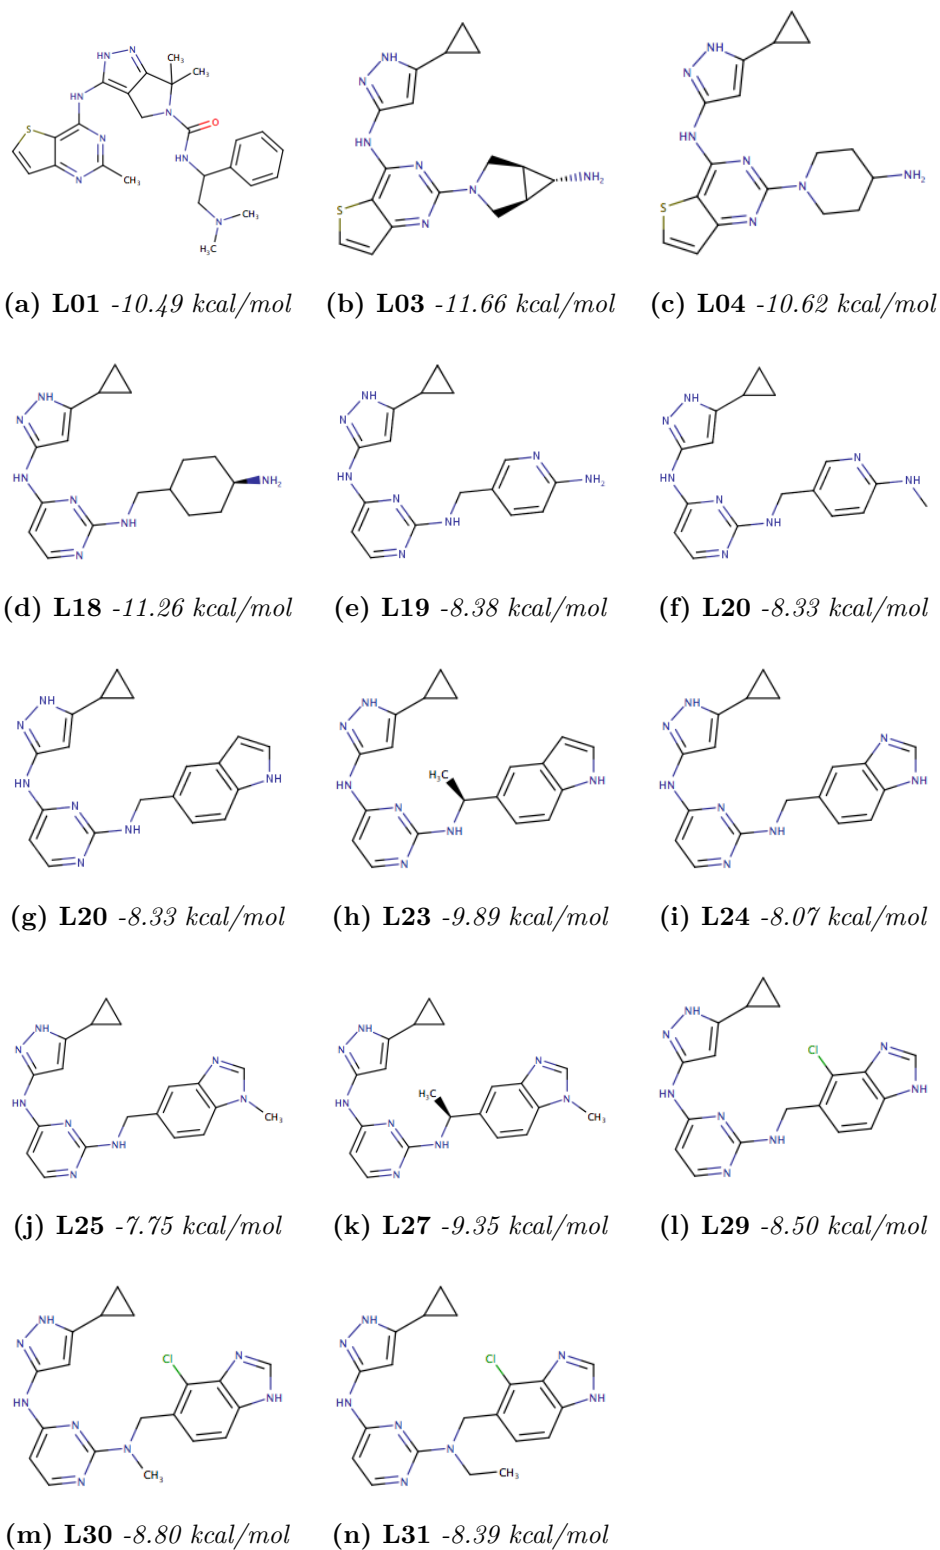 HN N CH₃
CH₃
HN
N
S N O
HN
N CH₃
N CH₃
H₃C
(a) L01 -10.49 kcal/mol
NH
N
HN
N
N NH₂
S
N
(b) L03 -11.66 kcal/mol
NH
N
HN
N
N NH₂
S
N
(c) L04 -10.62 kcal/mol
NH
N
HN
NH₂
N
NH
N
(d) L18 -11.26 kcal/mol
NH
N
N
HN NH₂
N
NH
N
(e) L19 -8.38 kcal/mol
NH
N
N
HN NH
N
NH
N
(f) L20 -8.33 kcal/mol
NH
N
HN NH
N
NH
N
(g) L20 -8.33 kcal/mol
NH
N
H₃C
HN NH
N
NH
N
(h) L23 -9.89 kcal/mol
NH
N N
HN NH
N
NH
N
(i) L24 -8.07 kcal/mol
NH
N N
HN N CH₃
N
NH
N
(j) L25 -7.75 kcal/mol
NH
N N
H₃C
HN N CH₃
N
NH
N
(k) L27 -9.35 kcal/mol
NH
N Cl N
HN NH
N
NH
N
(l) L29 -8.50 kcal/mol
NH
N Cl N
HN NH
N
N
CH₃
N
(m) L30 -8.80 kcal/mol
NH
N Cl N
HN NH
N
N
CH₃
N
(n) L31 -8.39 kcal/mol